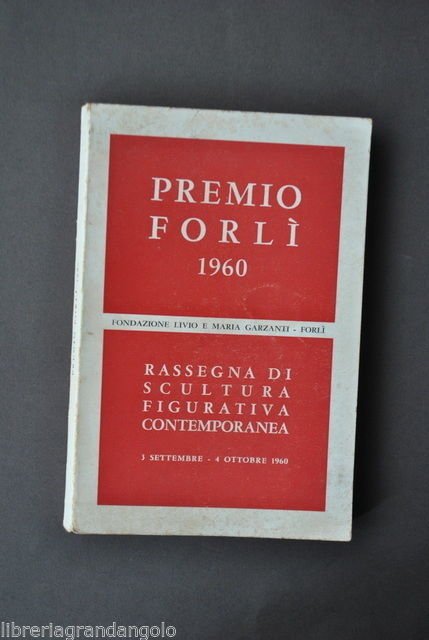 PREMIO
FORLÌ
1960
FONDAZIONE LIVIO E MARIA GARZANTI - FORLÌ
RASSEGNA DI
SCULTURA
FIGURATIVA
CONTEMPORANEA
3 SETTEMBRE - 4 OTTOBRE 1960
libreriagrandangolo